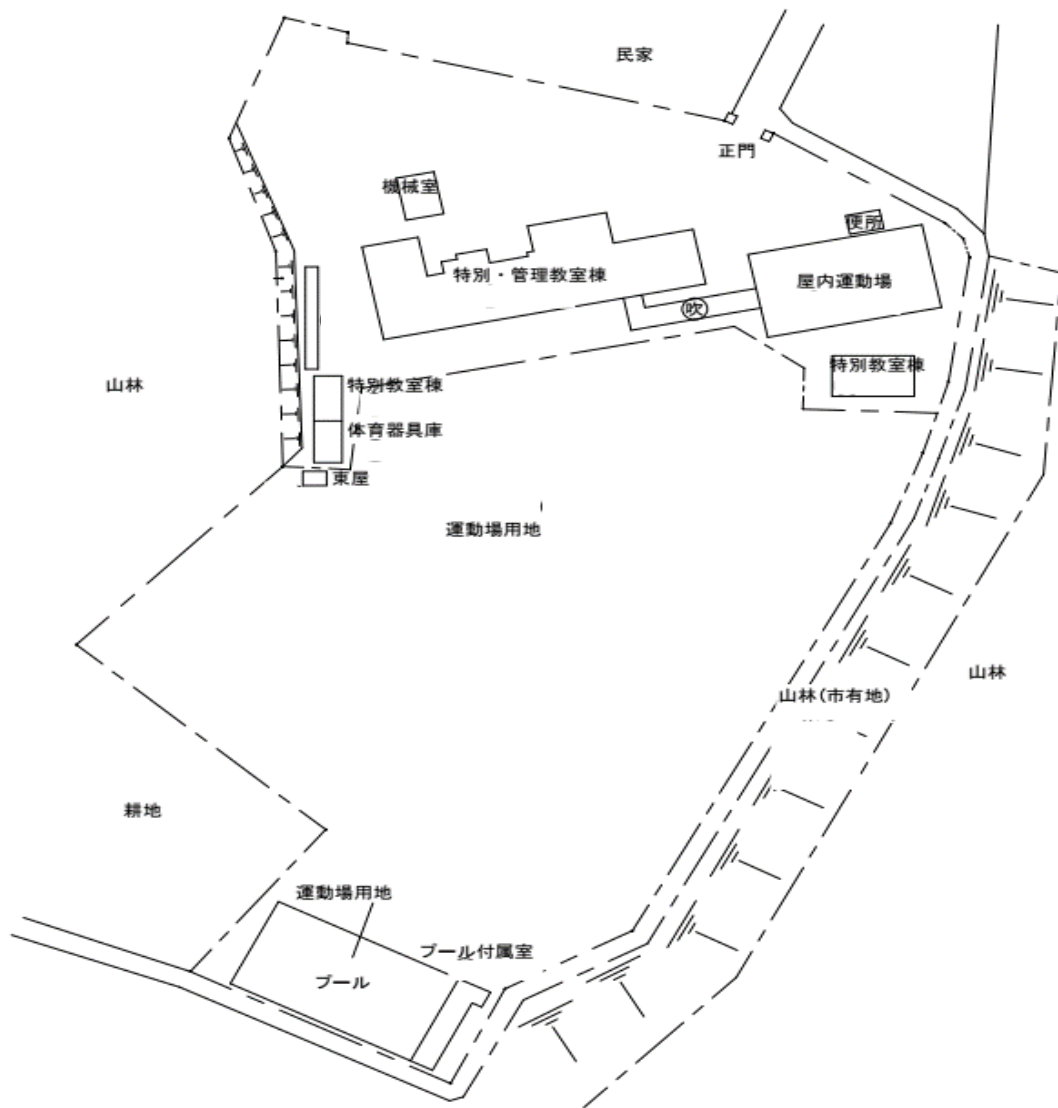 民家
正門
機械室
便所
特別・管理教室棟
屋内運動場
吹
特別教室棟
山林
特別教室棟
体育器具庫
東屋
運動場用地
山林
山林(市有地)
耕地
運動場用地
プール付属室
プール